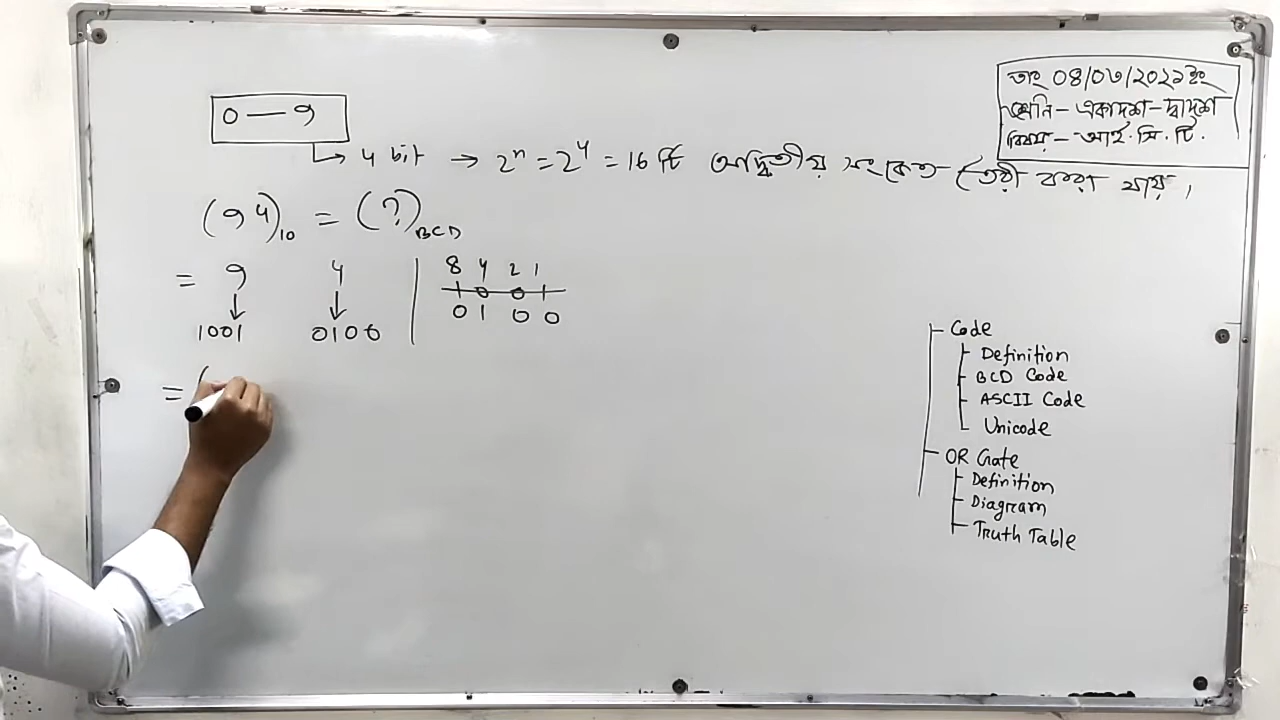 তাং ০৪/০৩/২০২১ ইং
শ্রেনি - একাদশ - দ্বাদশ
বিষয় - আই. সি. টি.
0 — 9
4 bit → 2ⁿ = 2⁴ = 16 টি অদ্বিতীয় সংকেত তৈরী করা যায়।
(94)₁₀ = (?)BCD
= 9 4
8 4 2 1
1 0 0 1
0 1 0 0
1001 0100
= (
Code
Definition
BCD Code
ASCII Code
Unicode
OR Gate
Definition
Diagram
Truth Table